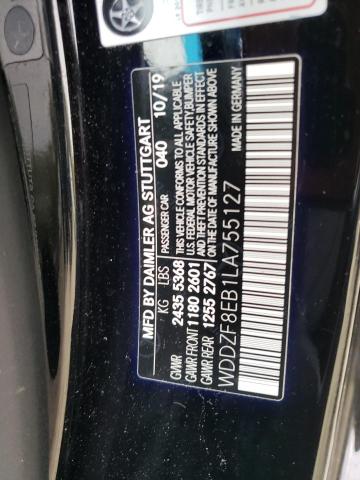 MFD BY DAIMLER AG STUTTGART
PASSENGER CAR 040 10/19
KG LBS
GVWR 2435 5368
GAWR FRONT 1180 2601
GAWR REAR 1255 2767
THIS VEHICLE CONFORMS TO ALL APPLICABLE
U.S. FEDERAL MOTOR VEHICLE SAFETY, BUMPER
AND THEFT PREVENTION STANDARDS IN EFFECT
ON THE DATE OF MANUFACTURE SHOWN ABOVE
MADE IN GERMANY
WDDZF8EB1LA755127